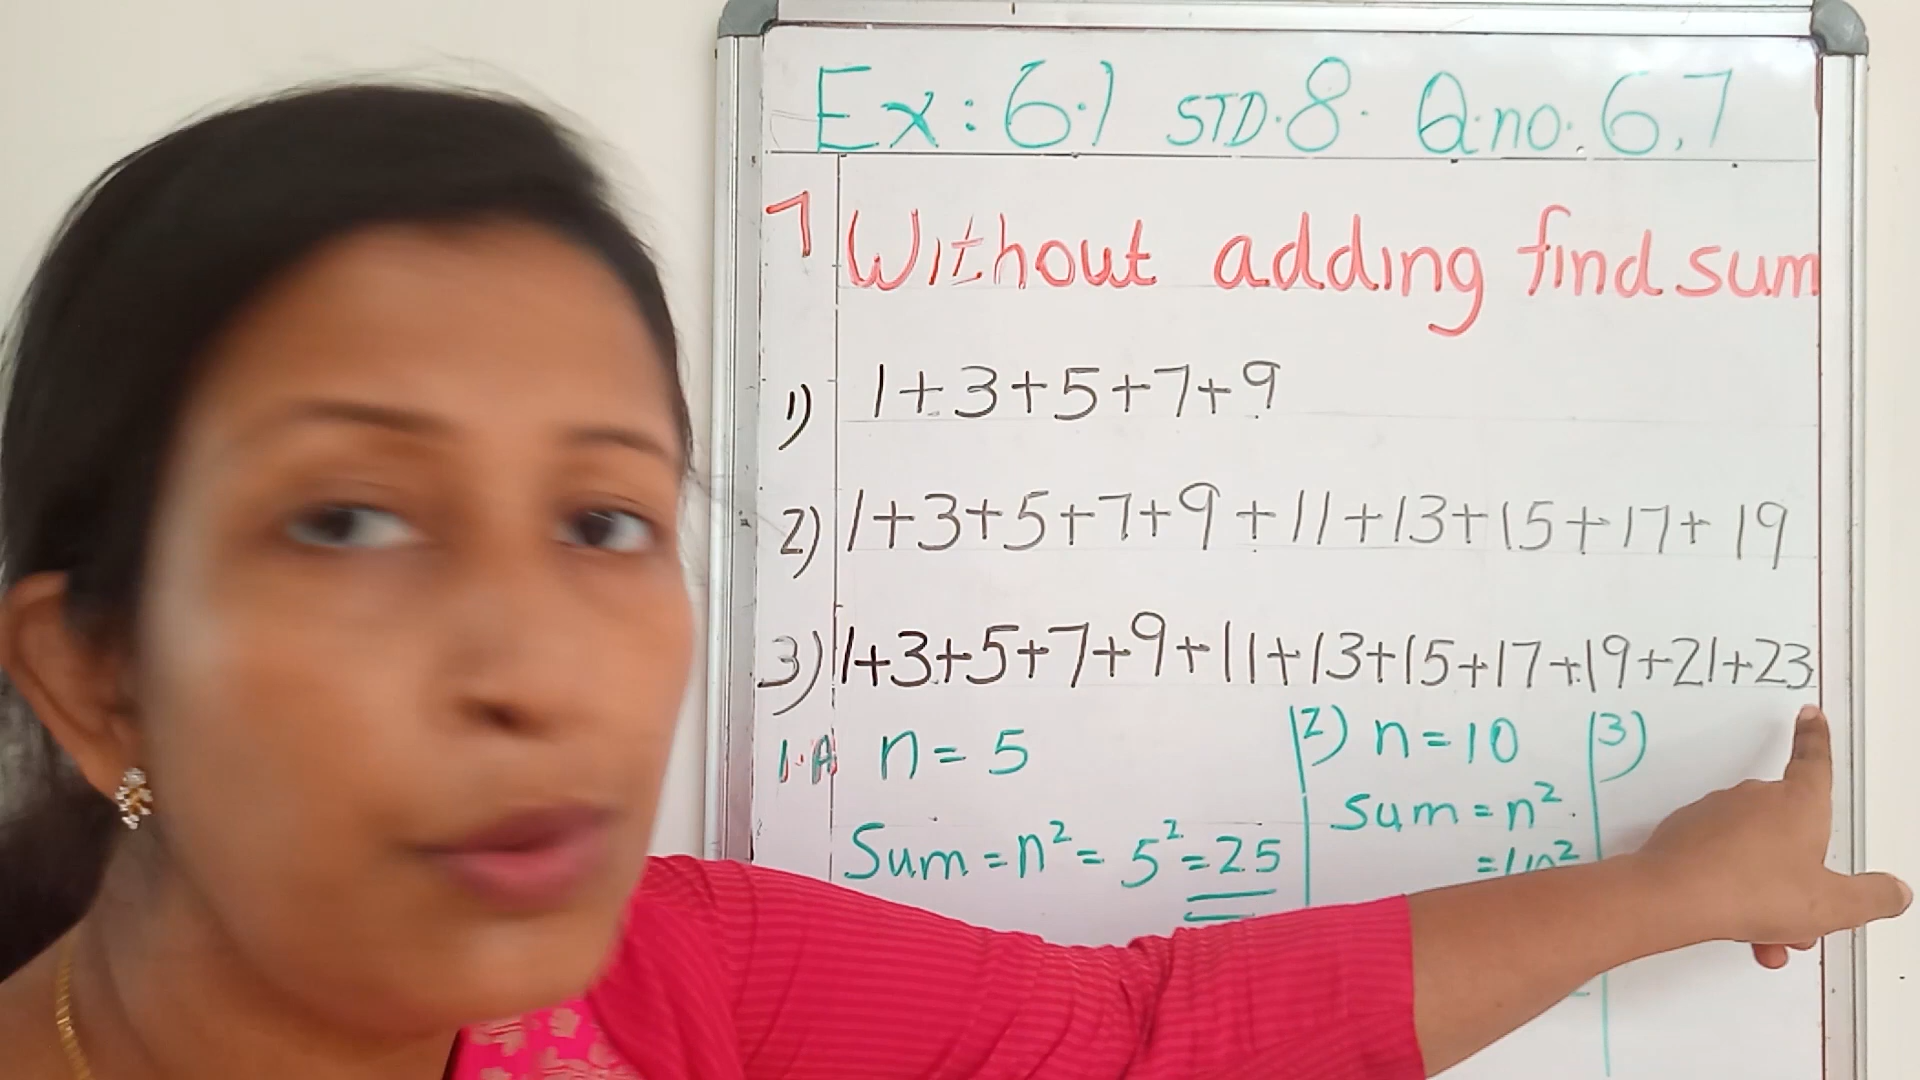 Ex: 6.1 STD.8. Q.no. 6,7
7 Without adding find sum
1) 1+3+5+7+9
2) 1+3+5+7+9+11+13+15+17+19
3) 1+3+5+7+9+11+13+15+17+19+21+23
1.A n = 5
Sum = n² = 5² = 25
2) n = 10
Sum = n².
= 10²
3)